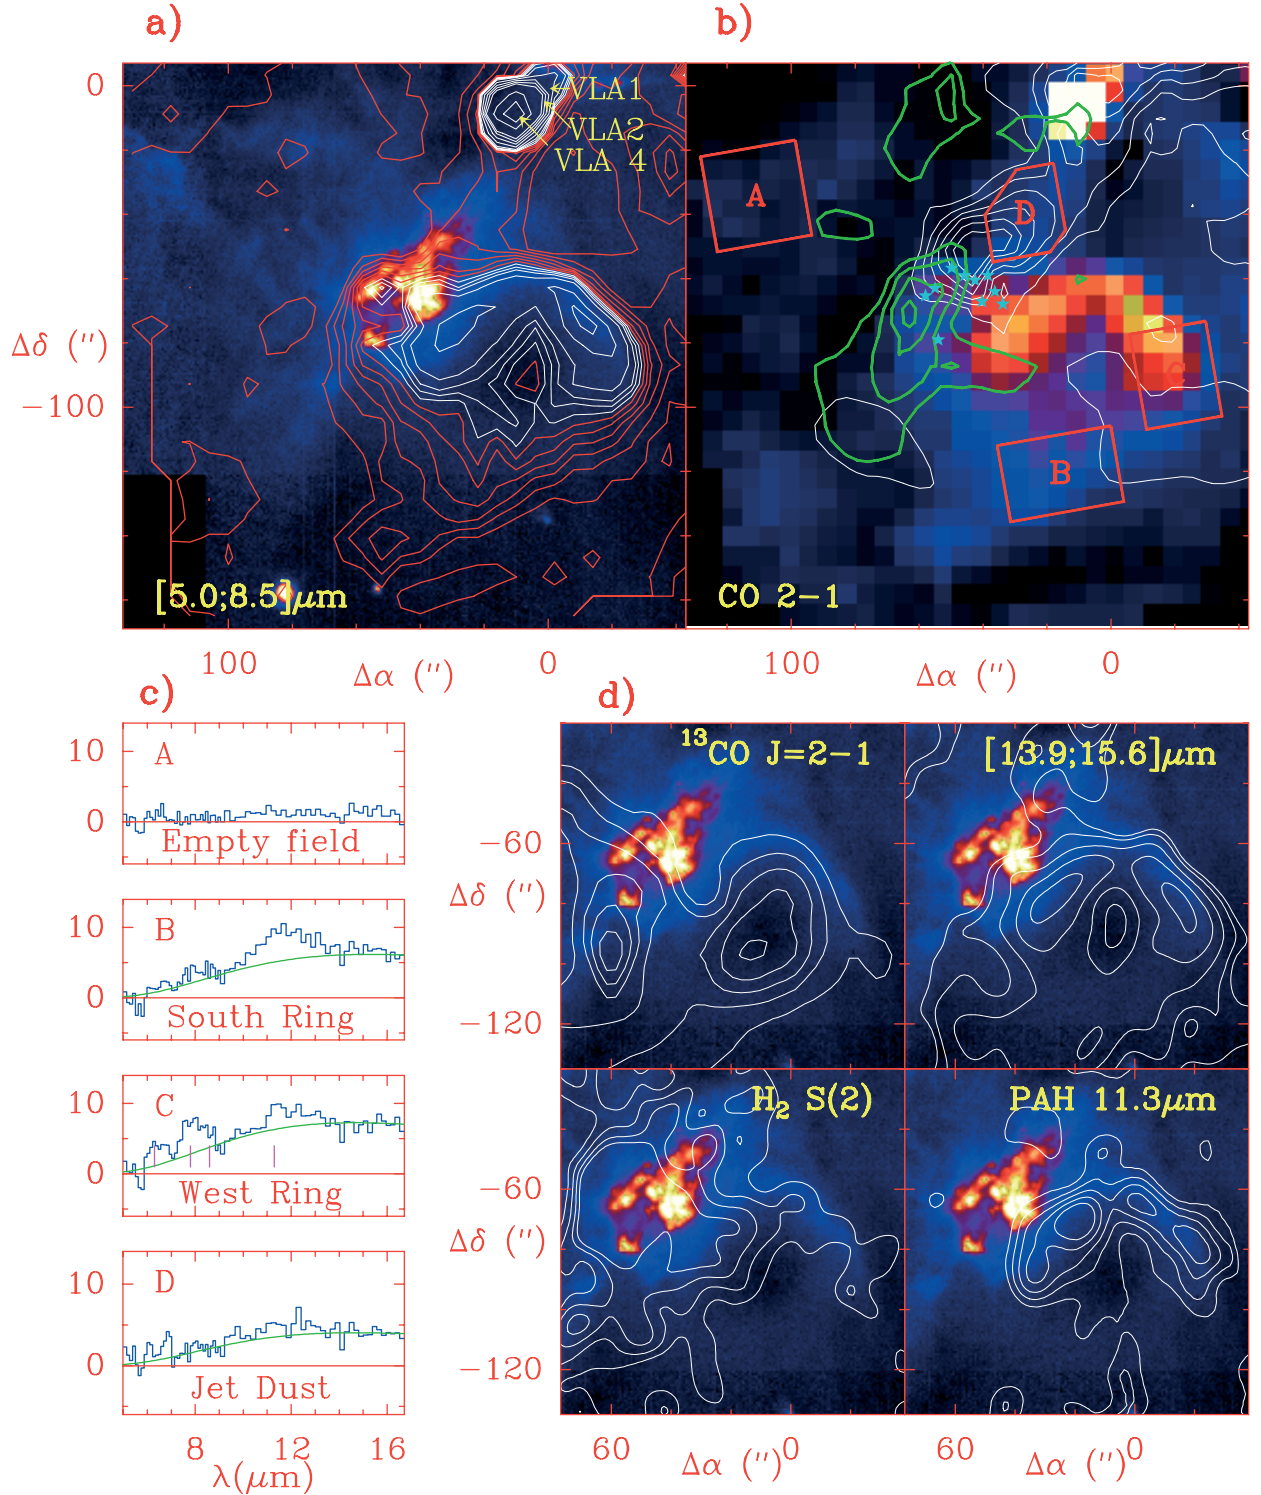 a)
b)
0
VLA1
VLA2
VLA 4
A
D
Δδ (″)
−100
C
B
[5.0;8.5]μm
CO 2−1
100
0
100
0
Δα (″)
Δα (″)
c)
d)
10
A
0
Empty field
10
B
0
South Ring
10
C
0
West Ring
10
D
0
Jet Dust
8
12
16
λ(μm)
¹³CO J=2−1
[13.9;15.6]μm
−60
Δδ (″)
−120
H₂ S(2)
PAH 11.3μm
−60
Δδ (″)
−120
60
0
60
0
Δα (″)
Δα (″)